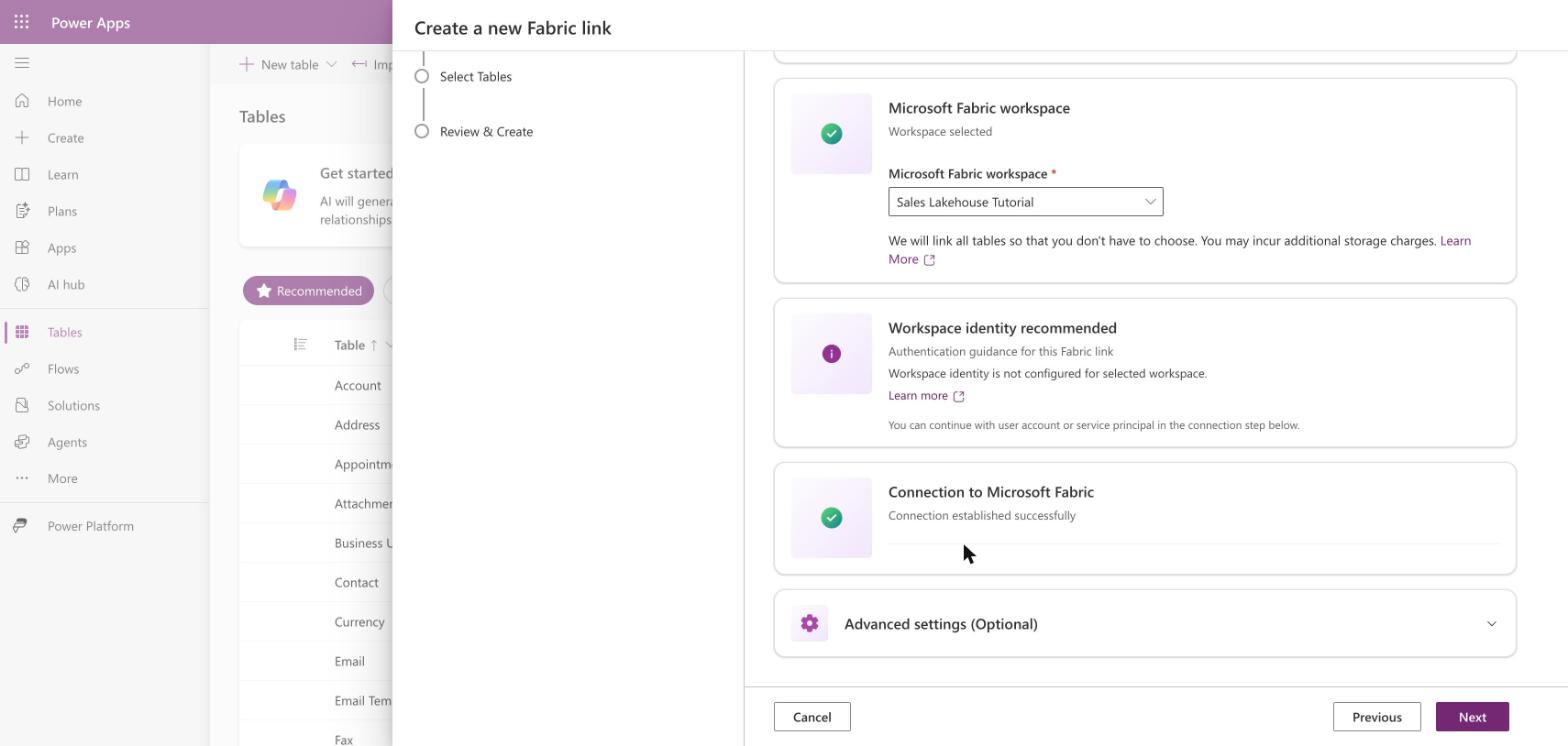 Power Apps
Create a new Fabric link
New table
Home
Create
Learn
Plans
Apps
AI hub
Tables
Flows
Solutions
Agents
More
Power Platform
Tables
Get started
AI will gener
relationships
Recommended
Table
Account
Address
Appointm
Attachmen
Business U
Contact
Currency
Email
Email Tem
Fax
Select Tables
Review & Create
Microsoft Fabric workspace
Workspace selected
Microsoft Fabric workspace *
Sales Lakehouse Tutorial
We will link all tables so that you don't have to choose. You may incur additional storage charges. Learn
More
Workspace identity recommended
Authentication guidance for this Fabric link
Workspace identity is not configured for selected workspace.
Learn more
You can continue with user account or service principal in the connection step below.
Connection to Microsoft Fabric
Connection established successfully
Advanced settings (Optional)
Cancel
Previous
Next